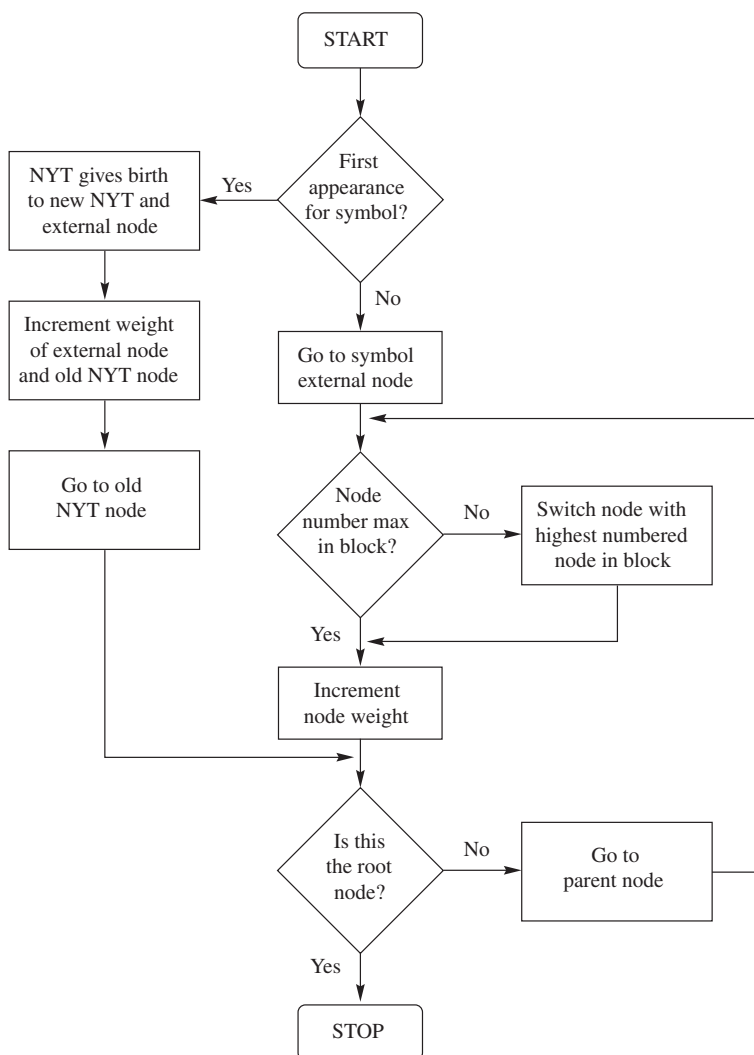 START
First
appearance
for symbol?
Yes
NYT gives birth
to new NYT and
external node
Increment weight
of external node
and old NYT node
Go to old
NYT node
No
Go to symbol
external node
Node
number max
in block?
No
Switch node with
highest numbered
node in block
Yes
Increment
node weight
Is this
the root
node?
No
Go to
parent node
Yes
STOP